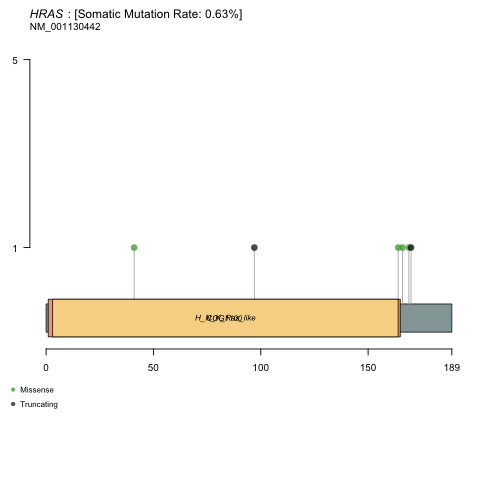 HRAS : [Somatic Mutation Rate: 0.63%]
NM_001130442
5
1
0 50 100 150 189
Missense
Truncating